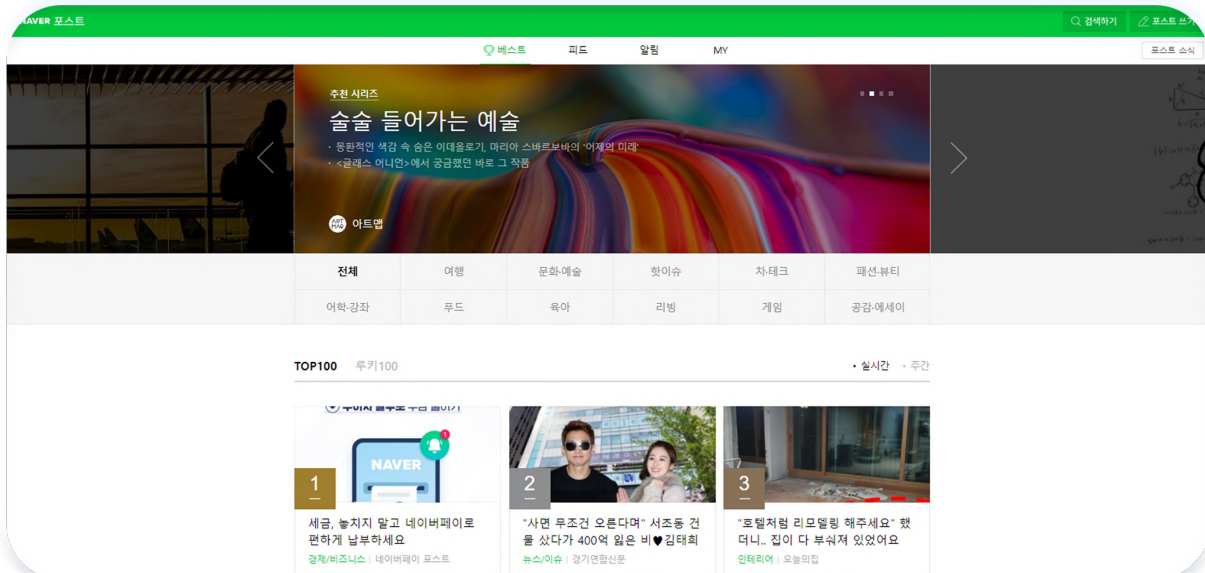 NAVER 포스트
검색하기
포스트 쓰기
베스트
피드
알림
MY
포스트 소식
추천 시리즈
술술 들어가는 예술
· 몽환적인 색감 속 숨은 이데올로기, 마리아 스바르보바의 '어제의 미래'
· <글래스 어니언>에서 궁금했던 바로 그 작품
ART MAP 아트맵
전체
여행
문화·예술
핫이슈
차·테크
패션·뷰티
어학·강좌
푸드
육아
리빙
게임
공감·에세이
TOP100
루키100
• 실시간
• 주간
NAVER
1
1
2
3
세금, 놓치지 말고 네이버페이로
편하게 납부하세요
경제/비즈니스 | 네이버페이 포스트
"사면 무조건 오른다며" 서초동 건
물 샀다가 400억 잃은 비♥김태희
뉴스/이슈 | 경기연합신문
"호텔처럼 리모델링 해주세요" 했
더니.. 집이 다 부숴져 있었어요
인테리어 | 오늘의집